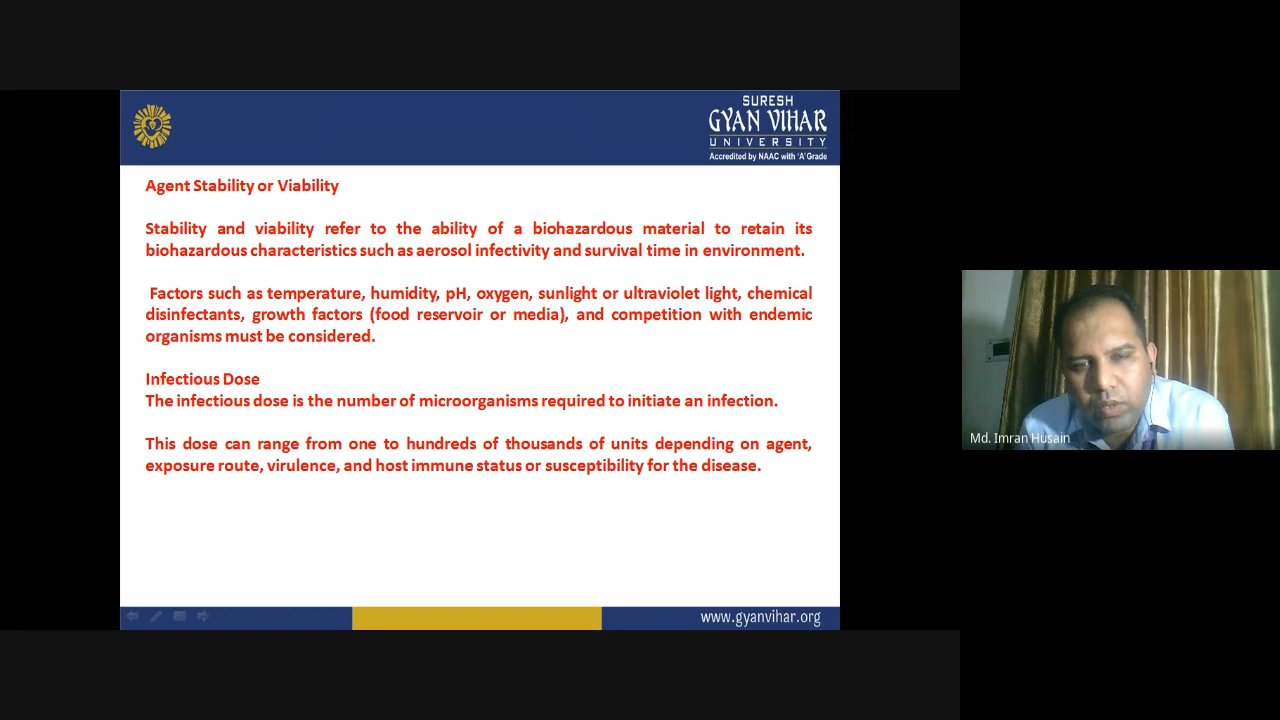 SURESH
GYAN VIHAR
UNIVERSITY
Accredited by NAAC with 'A' Grade
Agent Stability or Viability
Stability and viability refer to the ability of a biohazardous material to retain its
biohazardous characteristics such as aerosol infectivity and survival time in environment.
Factors such as temperature, humidity, pH, oxygen, sunlight or ultraviolet light, chemical
disinfectants, growth factors (food reservoir or media), and competition with endemic
organisms must be considered.
Infectious Dose
The infectious dose is the number of microorganisms required to initiate an infection.
This dose can range from one to hundreds of thousands of units depending on agent,
exposure route, virulence, and host immune status or susceptibility for the disease.
www.gyanvihar.org
Md. Imran Husain